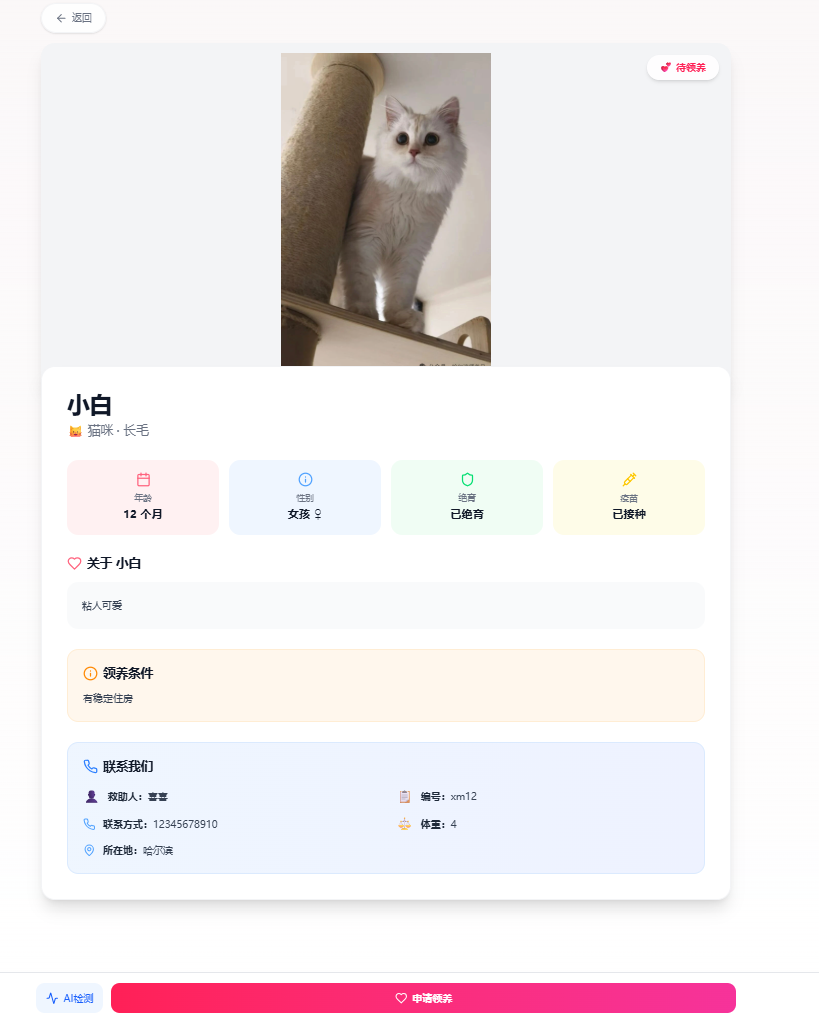 返回
待领养
小白
猫咪 · 长毛
年龄
12 个月
性别
女孩 ♀
绝育
已绝育
疫苗
已接种
关于 小白
粘人可爱
领养条件
有稳定住房
联系我们
救助人： 喜喜
编号： xm12
联系方式： 12345678910
体重： 4
所在地： 哈尔滨
AI检测
申请领养